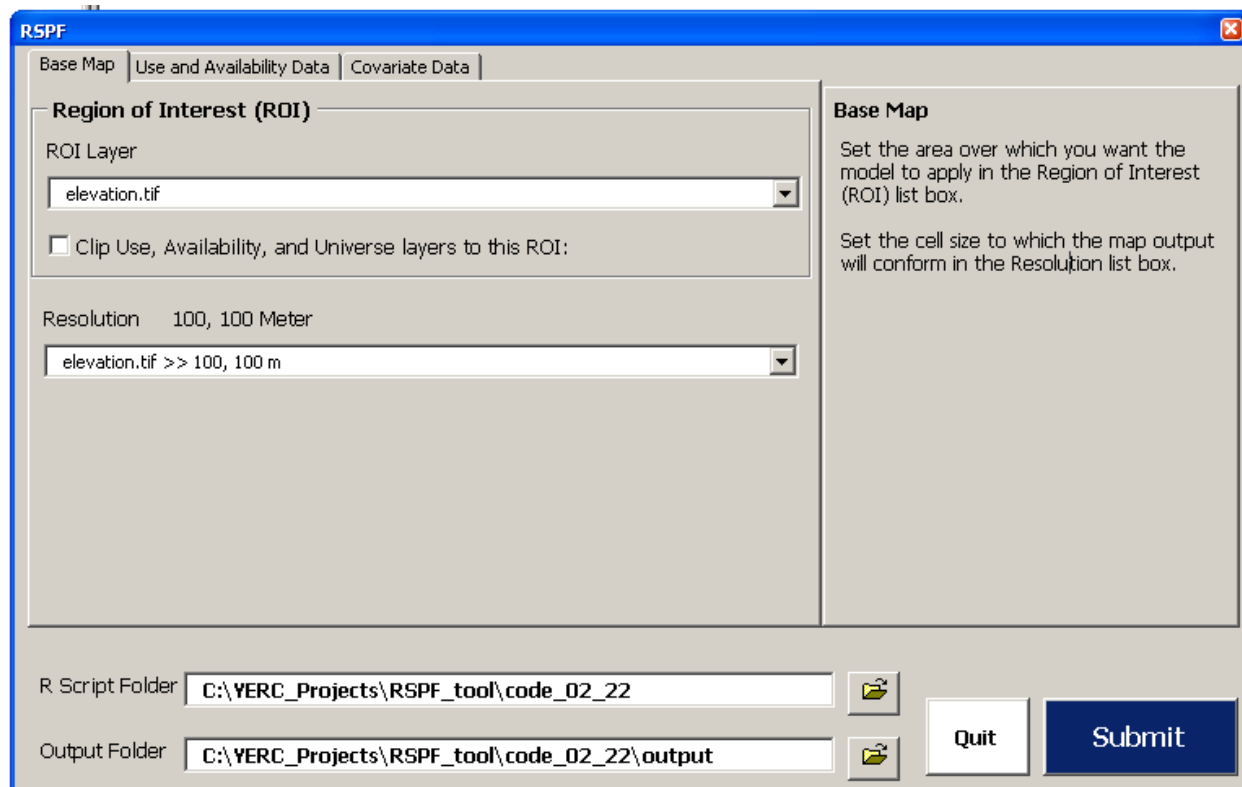 RSPF
Base Map Use and Availability Data Covariate Data
Region of Interest (ROI)
ROI Layer
elevation.tif
Clip Use, Availability, and Universe layers to this ROI:
Resolution 100, 100 Meter
elevation.tif >> 100, 100 m
Base Map
Set the area over which you want the
model to apply in the Region of Interest
(ROI) list box.
Set the cell size to which the map output
will conform in the Resolution list box.
R Script Folder C:\YERC_Projects\RSPF_tool\code_02_22
Output Folder C:\YERC_Projects\RSPF_tool\code_02_22\output
Quit
Submit